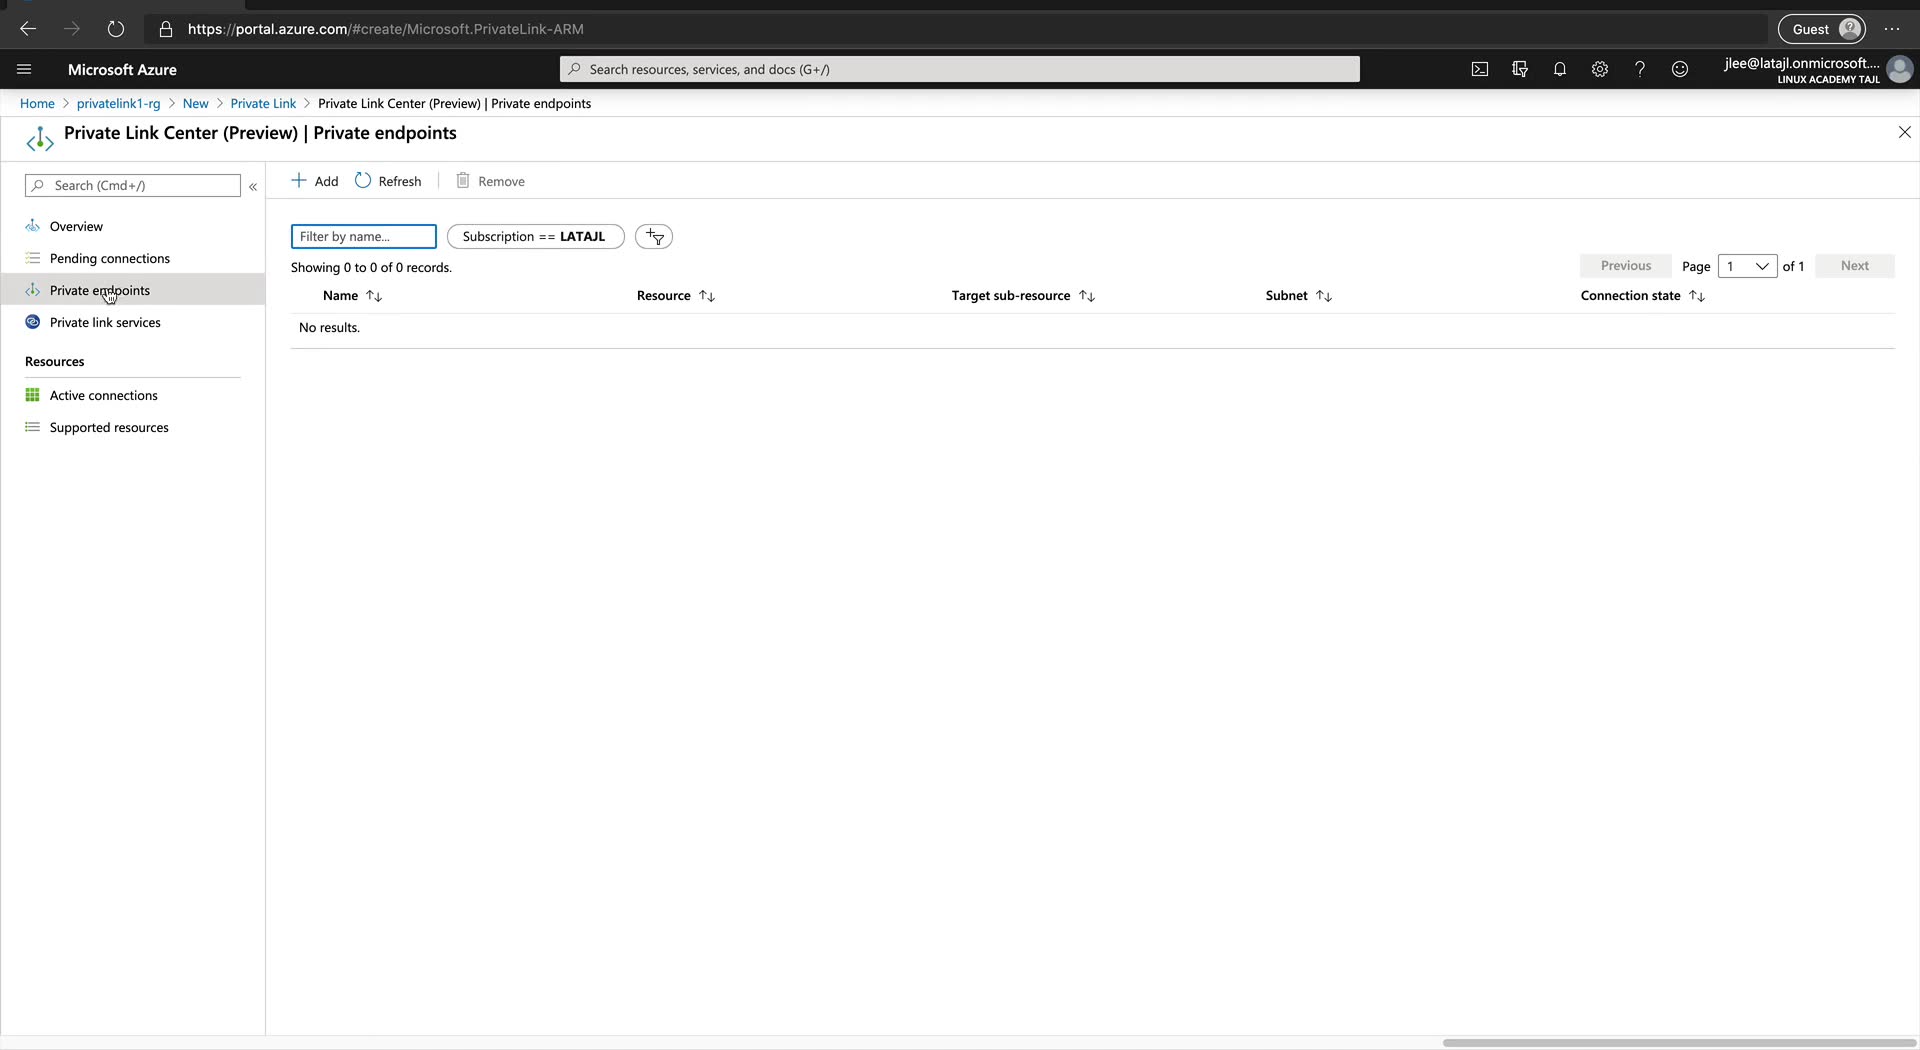 https://portal.azure.com/#create/Microsoft.PrivateLink-ARM
Guest
Microsoft Azure
Search resources, services, and docs (G+/)
jlee@latajl.onmicrosoft....
LINUX ACADEMY TAJL
Home > privatelink1-rg > New > Private Link > Private Link Center (Preview) | Private endpoints
Private Link Center (Preview) | Private endpoints
Search (Cmd+/)
«
Overview
Pending connections
Private endpoints
Private link services
Resources
Active connections
Supported resources
Add
Refresh
Remove
Filter by name...
Subscription == LATAJL
Showing 0 to 0 of 0 records.
Previous
Page 1 of 1
Next
Name
Resource
Target sub-resource
Subnet
Connection state
No results.